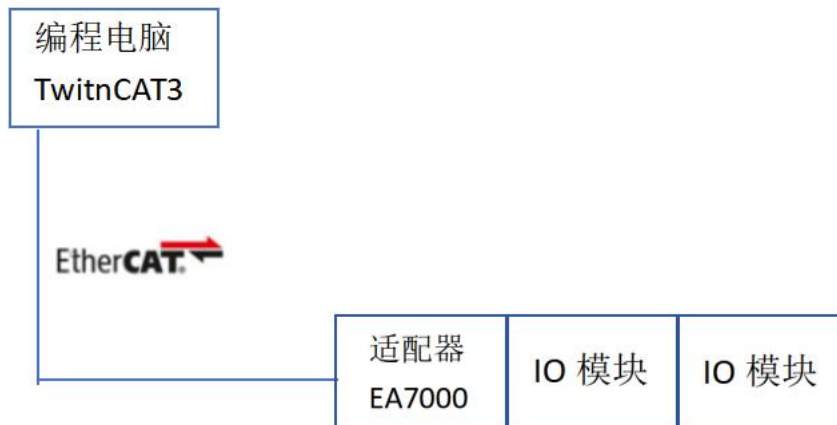 编程电脑
TwitnCAT3
EtherCAT®
适配器
EA7000
IO 模块
IO 模块